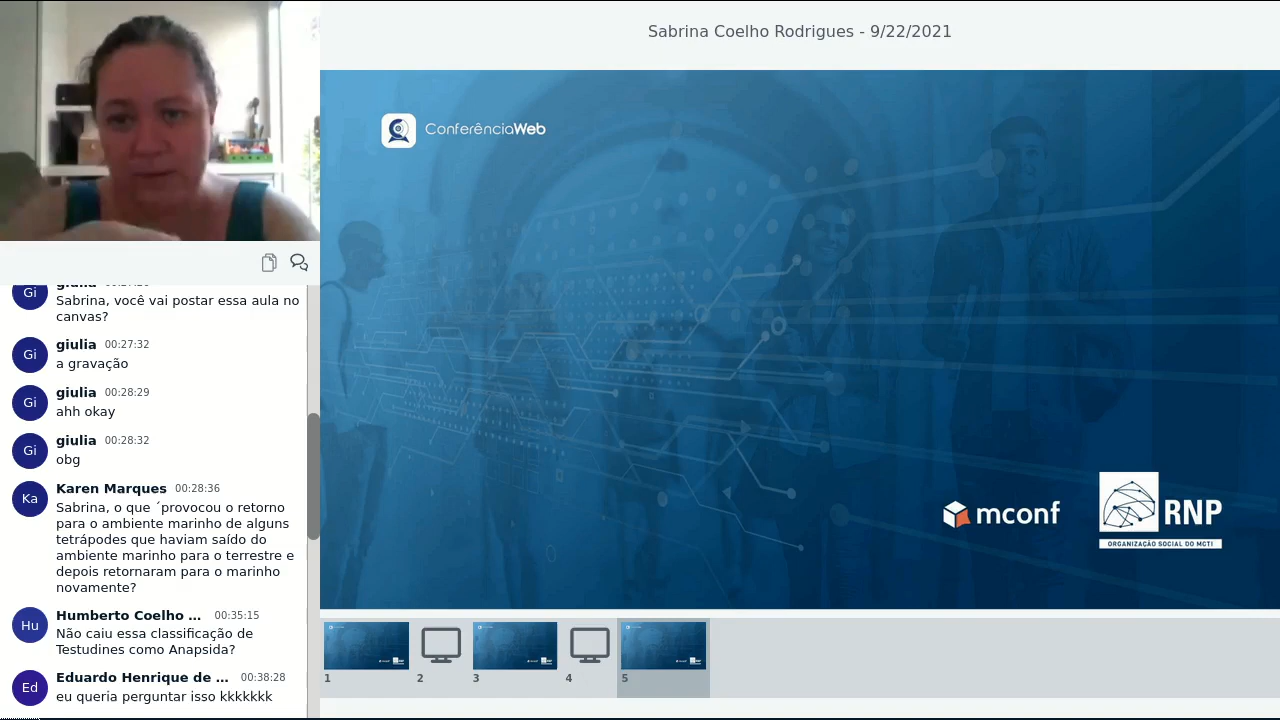 Sabrina Coelho Rodrigues - 9/22/2021
ConferênciaWeb
mconf
RNP
ORGANIZAÇÃO SOCIAL DO MCTI
Gi
giulia
Sabrina, você vai postar essa aula no
canvas?
Gi
giulia 00:27:32
a gravação
Gi
giulia 00:28:29
ahh okay
Gi
giulia 00:28:32
obg
Ka
Karen Marques 00:28:36
Sabrina, o que ´provocou o retorno
para o ambiente marinho de alguns
tetrápodes que haviam saído do
ambiente marinho para o terrestre e
depois retornaram para o marinho
novamente?
Hu
Humberto Coelho ... 00:35:15
Não caiu essa classificação de
Testudines como Anapsida?
Ed
Eduardo Henrique de ... 00:38:28
eu queria perguntar isso kkkkkkk
1
2
3
4
5